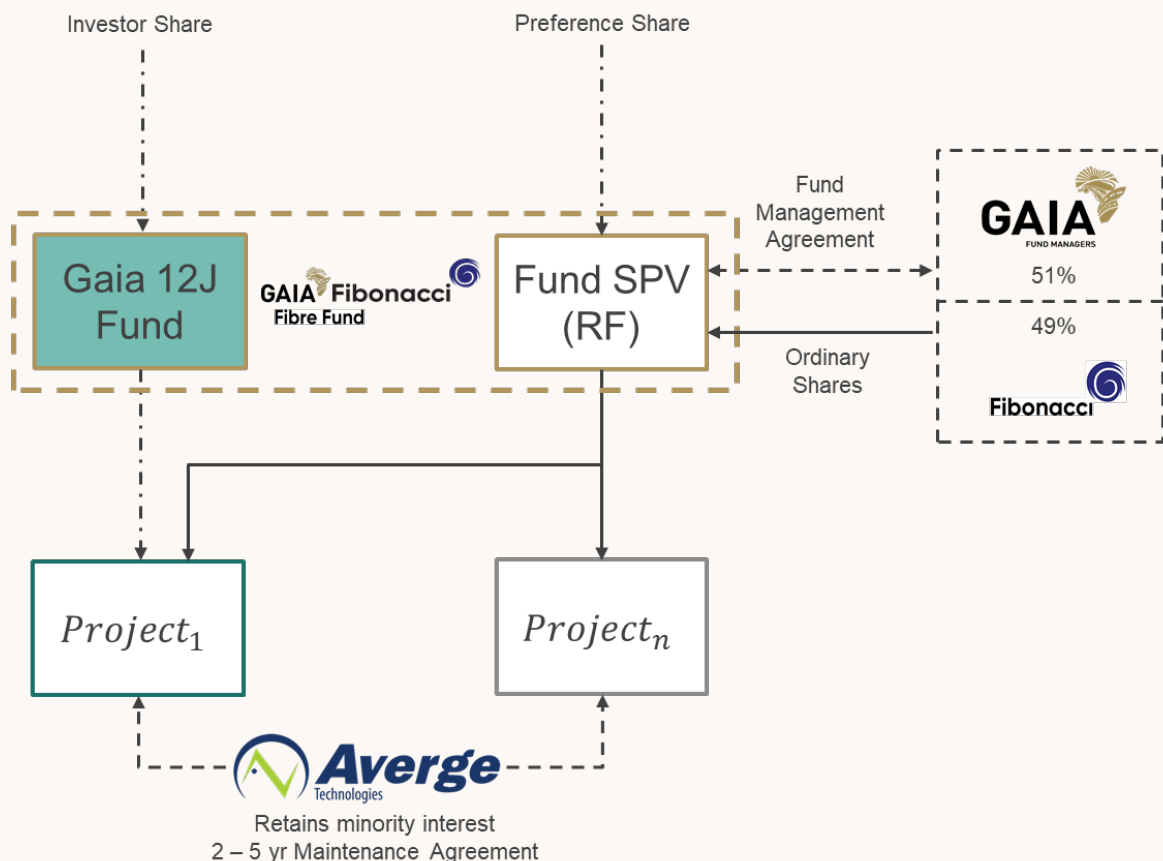 Investor Share
Preference Share
Fund
Management
Agreement
GAIA
FUND MANAGERS
51%
49%
Fibonacci
Ordinary
Shares
Gaia 12J
Fund
GAIA Fibonacci
Fibre Fund
Fund SPV
(RF)
Project₁
Projectₙ
Averge
Technologies
Retains minority interest
2 – 5 yr Maintenance Agreement